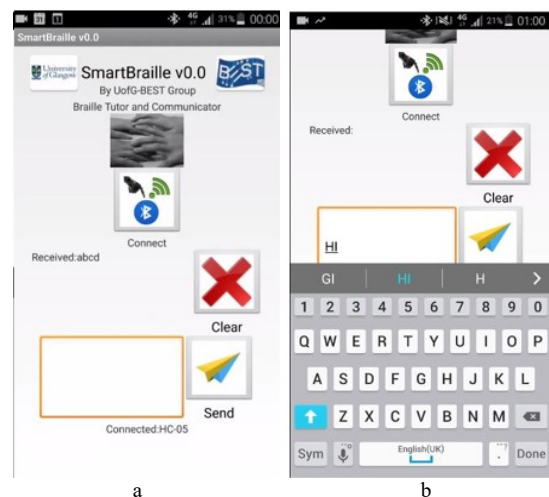 4G 31% 00:00
SmartBraille v0.0
University of Glasgow
SmartBraille v0.0
BEST
By UofG-BEST Group
Braille Tutor and Communicator
Connect
Received:abcd
Clear
Send
Connected:HC-05
a
4G 21% 01:00
Connect
Received:
Clear
HI
GI HI H
1 2 3 4 5 6 7 8 9 0
Q W E R T Y U I O P
A S D F G H J K L
Z X C V B N M
Sym English(UK) . Done
b